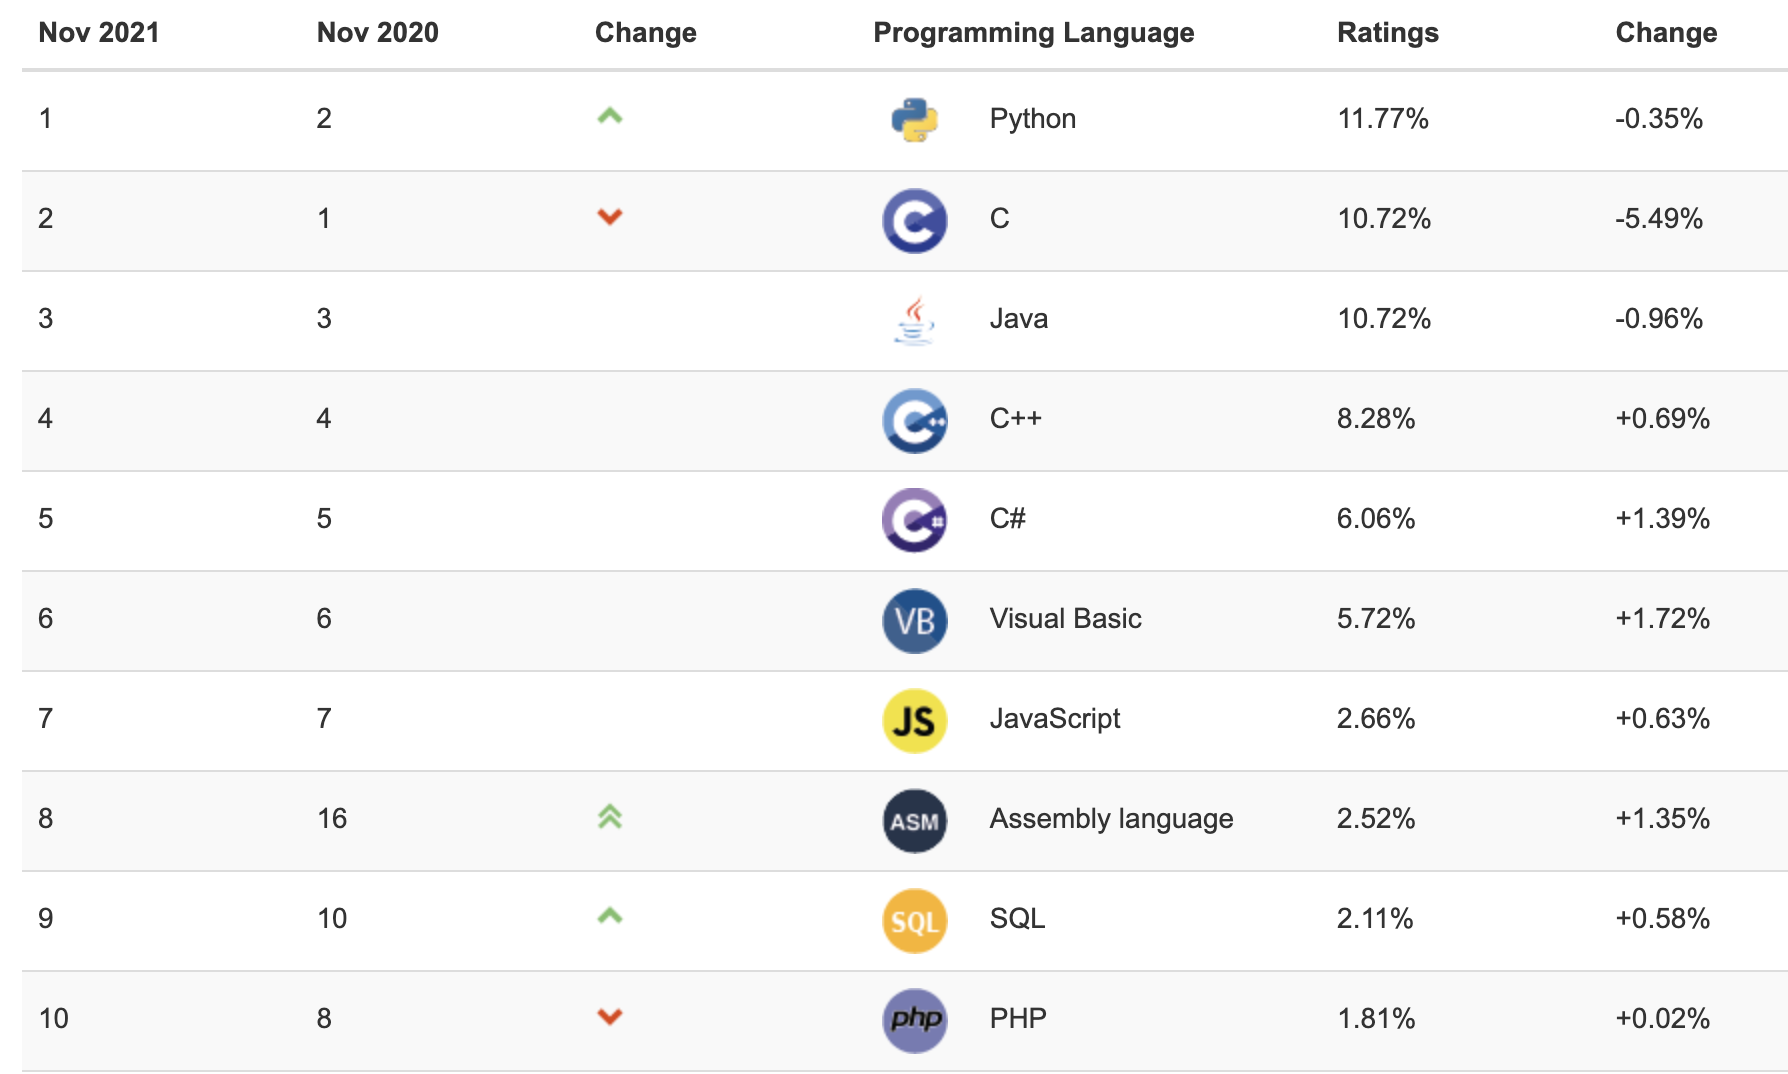 Nov 2021 Nov 2020 Change Programming Language Ratings Change
1 2 Python 11.77% -0.35%
2 1 C 10.72% -5.49%
3 3 Java 10.72% -0.96%
4 4 C++ 8.28% +0.69%
5 5 C# 6.06% +1.39%
6 6 VB Visual Basic 5.72% +1.72%
7 7 JS JavaScript 2.66% +0.63%
8 16 ASM Assembly language 2.52% +1.35%
9 10 SQL SQL 2.11% +0.58%
10 8 php PHP 1.81% +0.02%